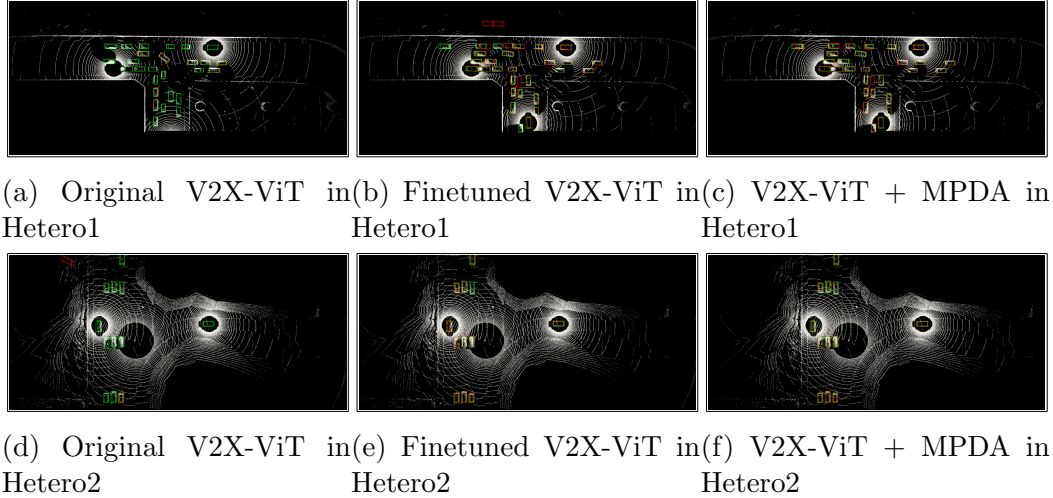 (a) Original V2X-ViT in
Hetero1
(b) Finetuned V2X-ViT in
Hetero1
(c) V2X-ViT + MPDA in
Hetero1
(d) Original V2X-ViT in
Hetero2
(e) Finetuned V2X-ViT in
Hetero2
(f) V2X-ViT + MPDA in
Hetero2